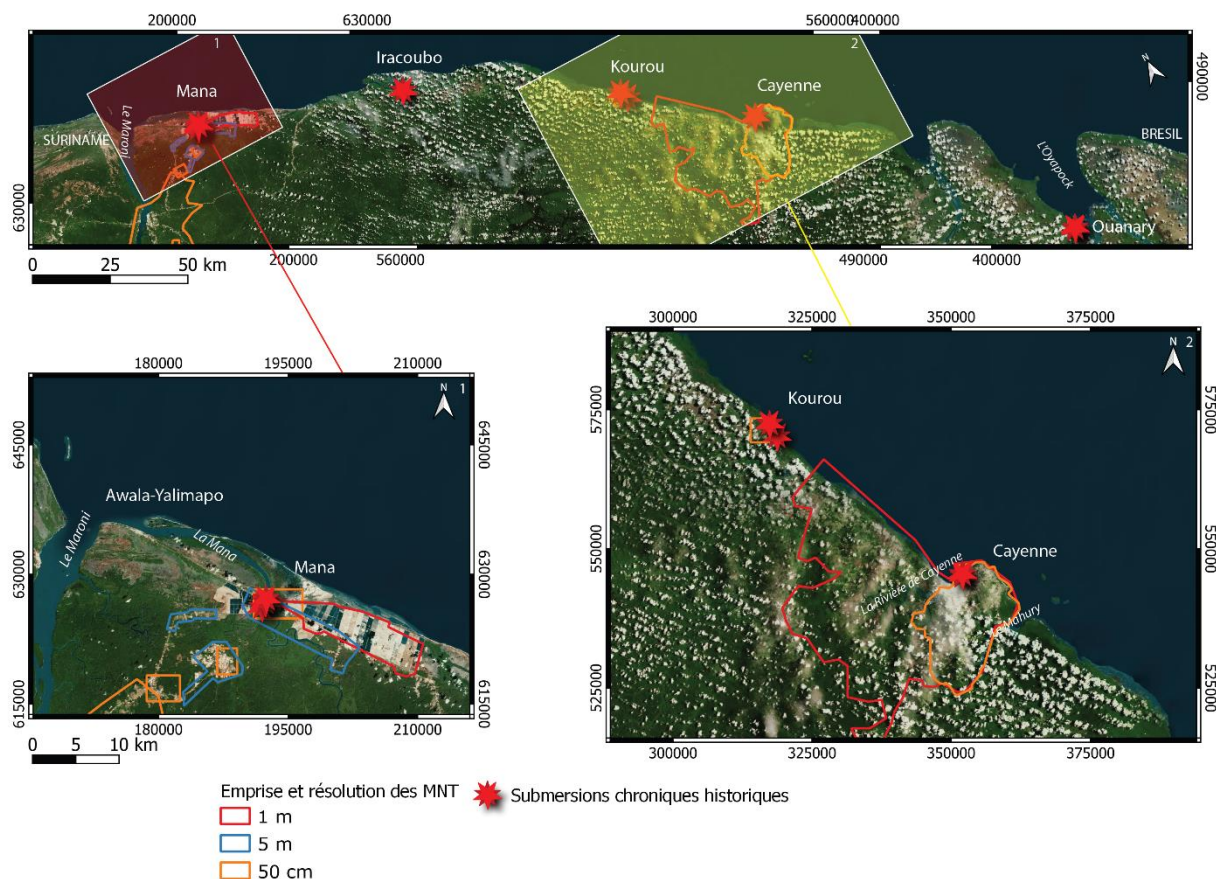 200000 630000 560000 400000
1
2
N
490000
Iracoubo
Kourou
Mana
Cayenne
SURINAME
Le Maroni
L'Oyapock
BRESIL
630000
Ouanary
0 25 50 km
200000 560000 490000 400000
180000 195000 210000
N 1
645000 645000
Awala-Yalimapo
Le Maroni
La Mana
Mana
630000 630000
615000 615000
180000 195000 210000
0 5 10 km
300000 325000 350000 375000
N 2
Kourou
575000 575000
550000 550000
Cayenne
La Rivière de Cayenne
Mahury
525000 525000
300000 325000 350000 375000
Emprise et résolution des MNT
1 m
5 m
50 cm
Submersions chroniques historiques